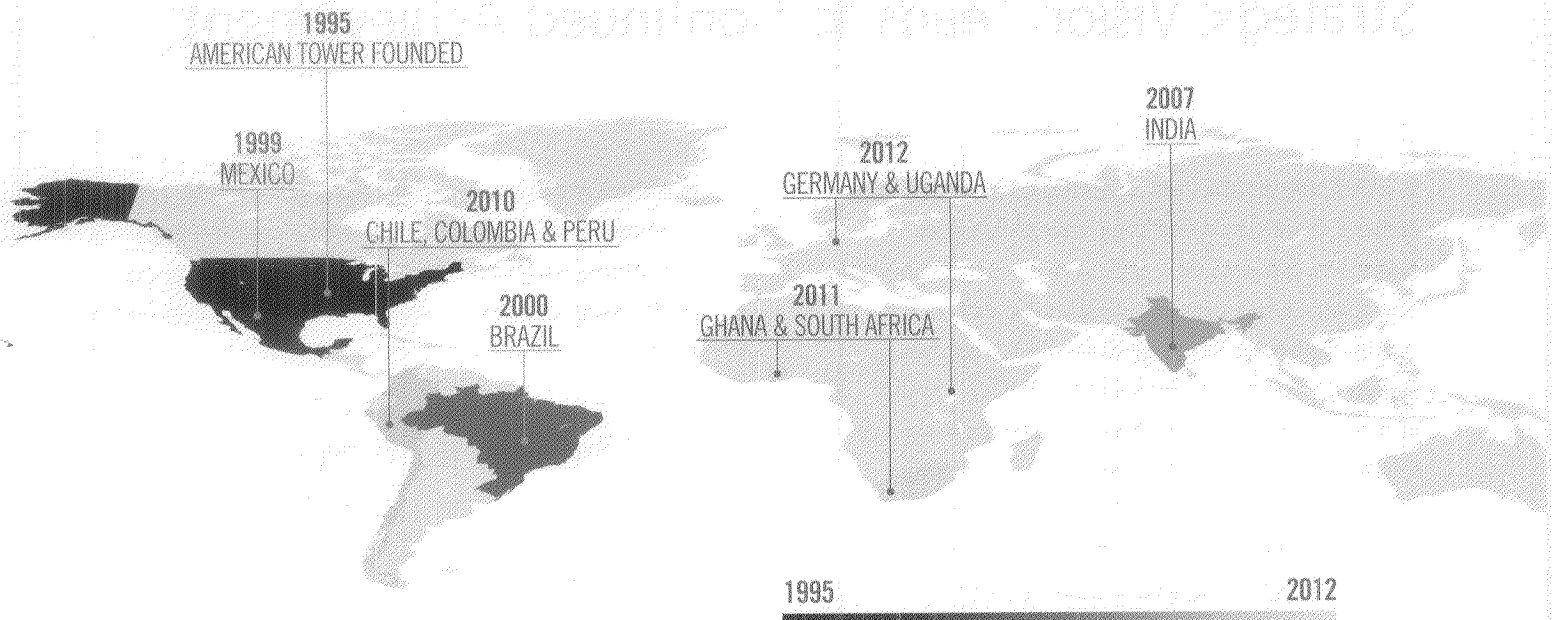 1995
AMERICAN TOWER FOUNDED
1999
MEXICO
2010
CHILE, COLOMBIA & PERU
2000
BRAZIL
2012
GERMANY & UGANDA
2011
GHANA & SOUTH AFRICA
2007
INDIA
1995 2012